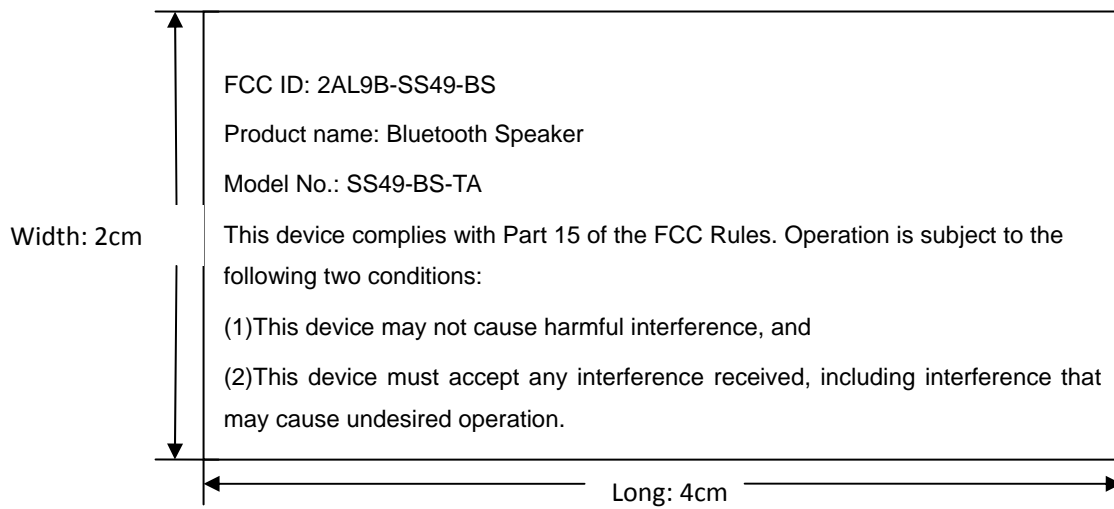 FCC ID: 2AL9B-SS49-BS
Product name: Bluetooth Speaker
Model No.: SS49-BS-TA
Width: 2cm
This device complies with Part 15 of the FCC Rules. Operation is subject to the
following two conditions:
(1)This device may not cause harmful interference, and
(2)This device must accept any interference received, including interference that
may cause undesired operation.
Long: 4cm